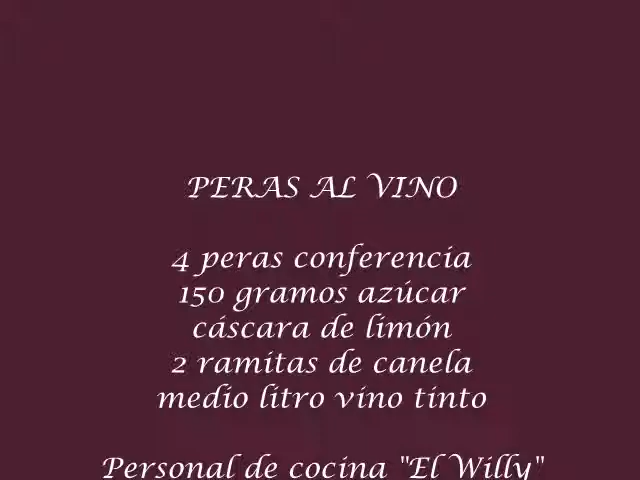 PERAS AL VINO
4 peras conferencia
150 gramos azúcar
cáscara de limón
2 ramitas de canela
medio litro vino tinto
Personal de cocina "El Willy"